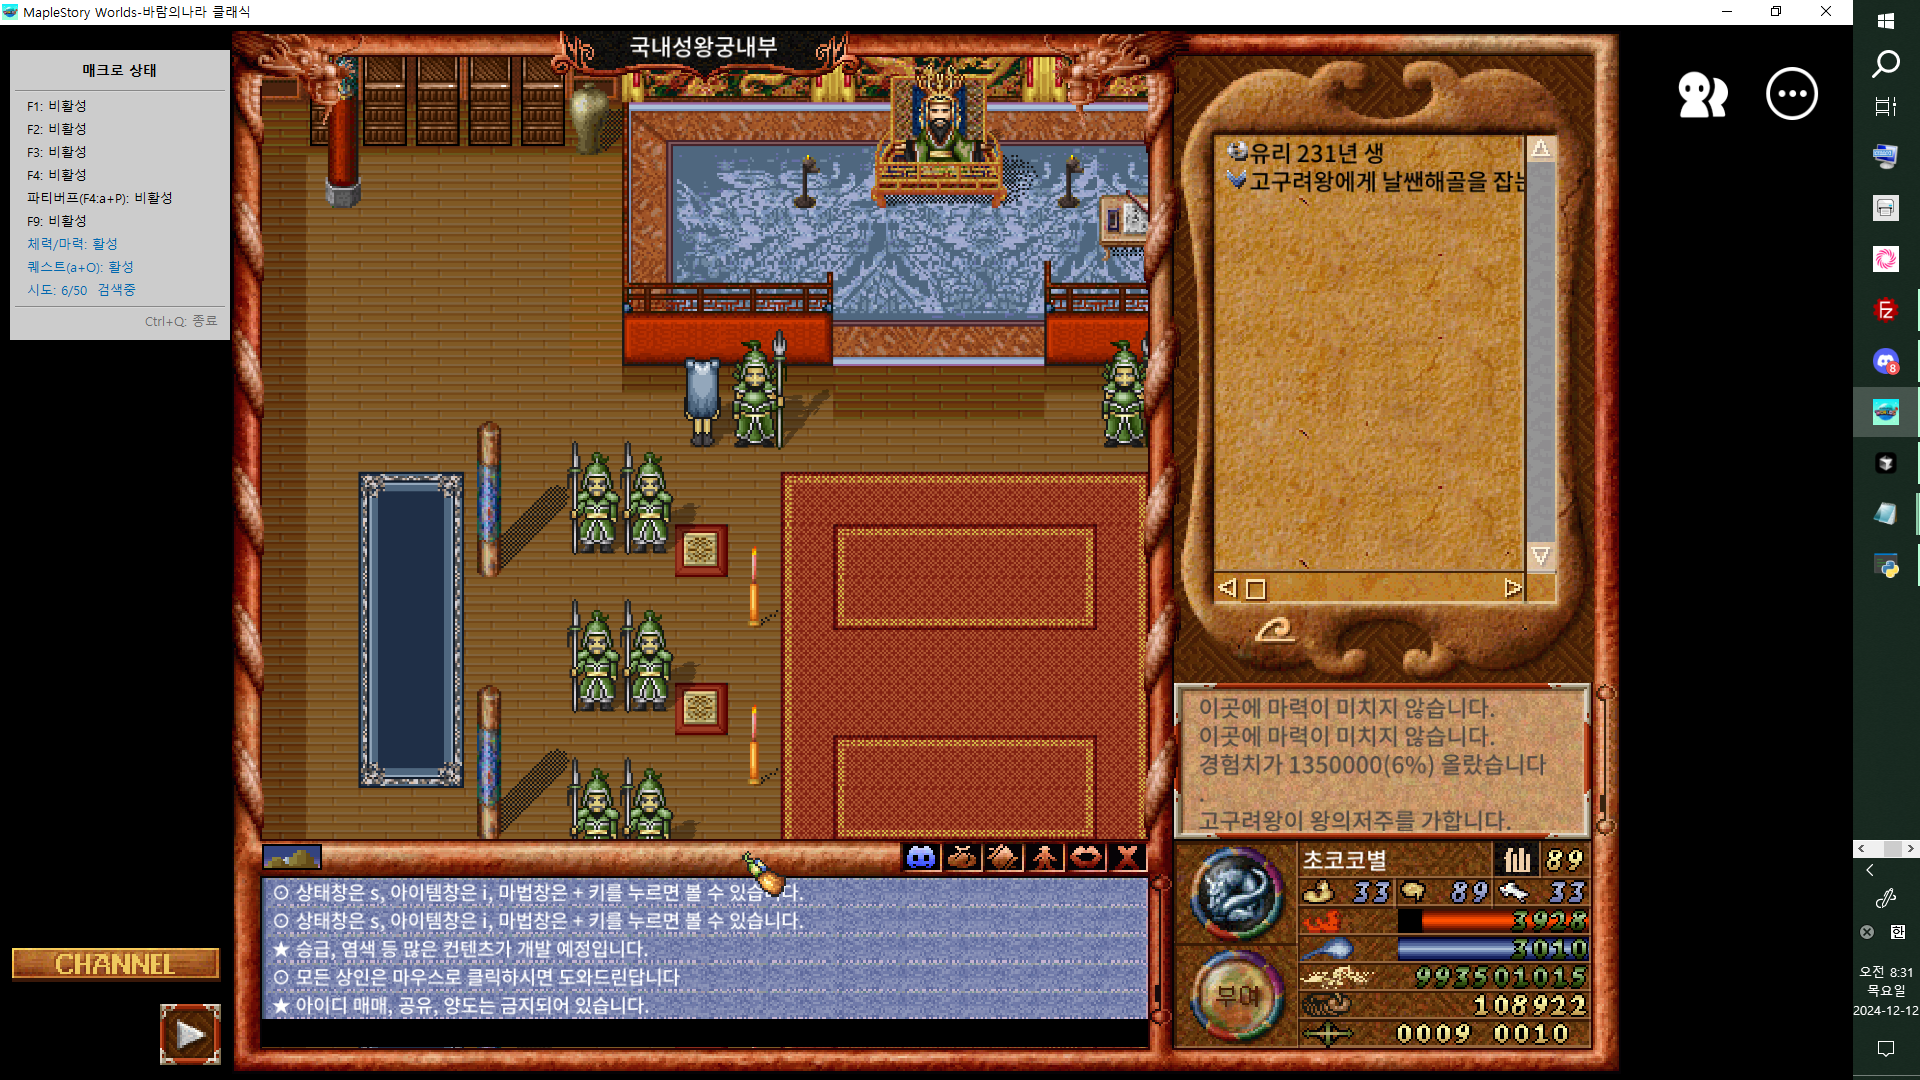 MapleStory Worlds-바람의나라 클래식
매크로 상태
F1: 비활성
F2: 비활성
F3: 비활성
F4: 비활성
파티버프(F4:a+P): 비활성
F9: 비활성
체력/마력: 활성
퀘스트(a+O): 활성
시도: 6/50 검색중
Ctrl+Q: 종료
국내성왕궁내부
유리 231년 생
고구려왕에게 날쌘해골을 잡는
이곳에 마력이 미치지 않습니다.
이곳에 마력이 미치지 않습니다.
경험치가 1350000(6%) 올랐습니다
.
고구려왕이 왕의저주를 가합니다.
⊙ 상태창은 s, 아이템창은 i, 마법창은 + 키를 누르면 볼 수 있습니다.
⊙ 상태창은 s, 아이템창은 i, 마법창은 + 키를 누르면 볼 수 있습니다.
★ 승급, 염색 등 많은 컨텐츠가 개발 예정입니다.
⊙ 모든 상인은 마우스로 클릭하시면 도와드린답니다
★ 아이디 매매, 공유, 양도는 금지되어 있습니다.
초코코별 89
33 89 33
3928
3010
993501015
부여
108922
0009 0010
CHANNEL
Fz
8
한
오전 8:31
목요일
2024-12-12